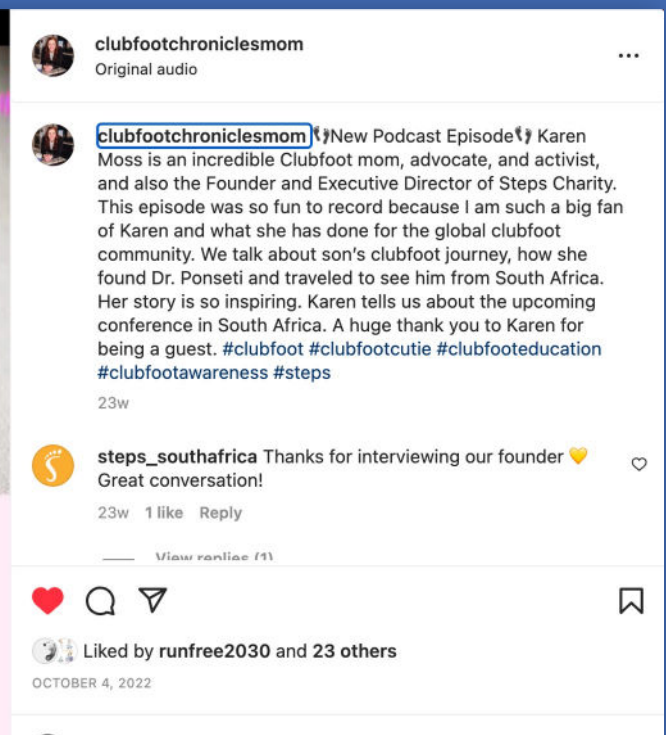 clubfootchroniclesmom
Original audio
clubfootchroniclesmom 👣New Podcast Episode👣 Karen
Moss is an incredible Clubfoot mom, advocate, and activist,
and also the Founder and Executive Director of Steps Charity.
This episode was so fun to record because I am such a big fan
of Karen and what she has done for the global clubfoot
community. We talk about son’s clubfoot journey, how she
found Dr. Ponseti and traveled to see him from South Africa.
Her story is so inspiring. Karen tells us about the upcoming
conference in South Africa. A huge thank you to Karen for
being a guest. #clubfoot #clubfootcutie #clubfooteducation
#clubfootawareness #steps
23w
steps_southafrica Thanks for interviewing our founder 💛
Great conversation!
23w 1 like Reply
View replies (1)
Liked by runfree2030 and 23 others
OCTOBER 4, 2022